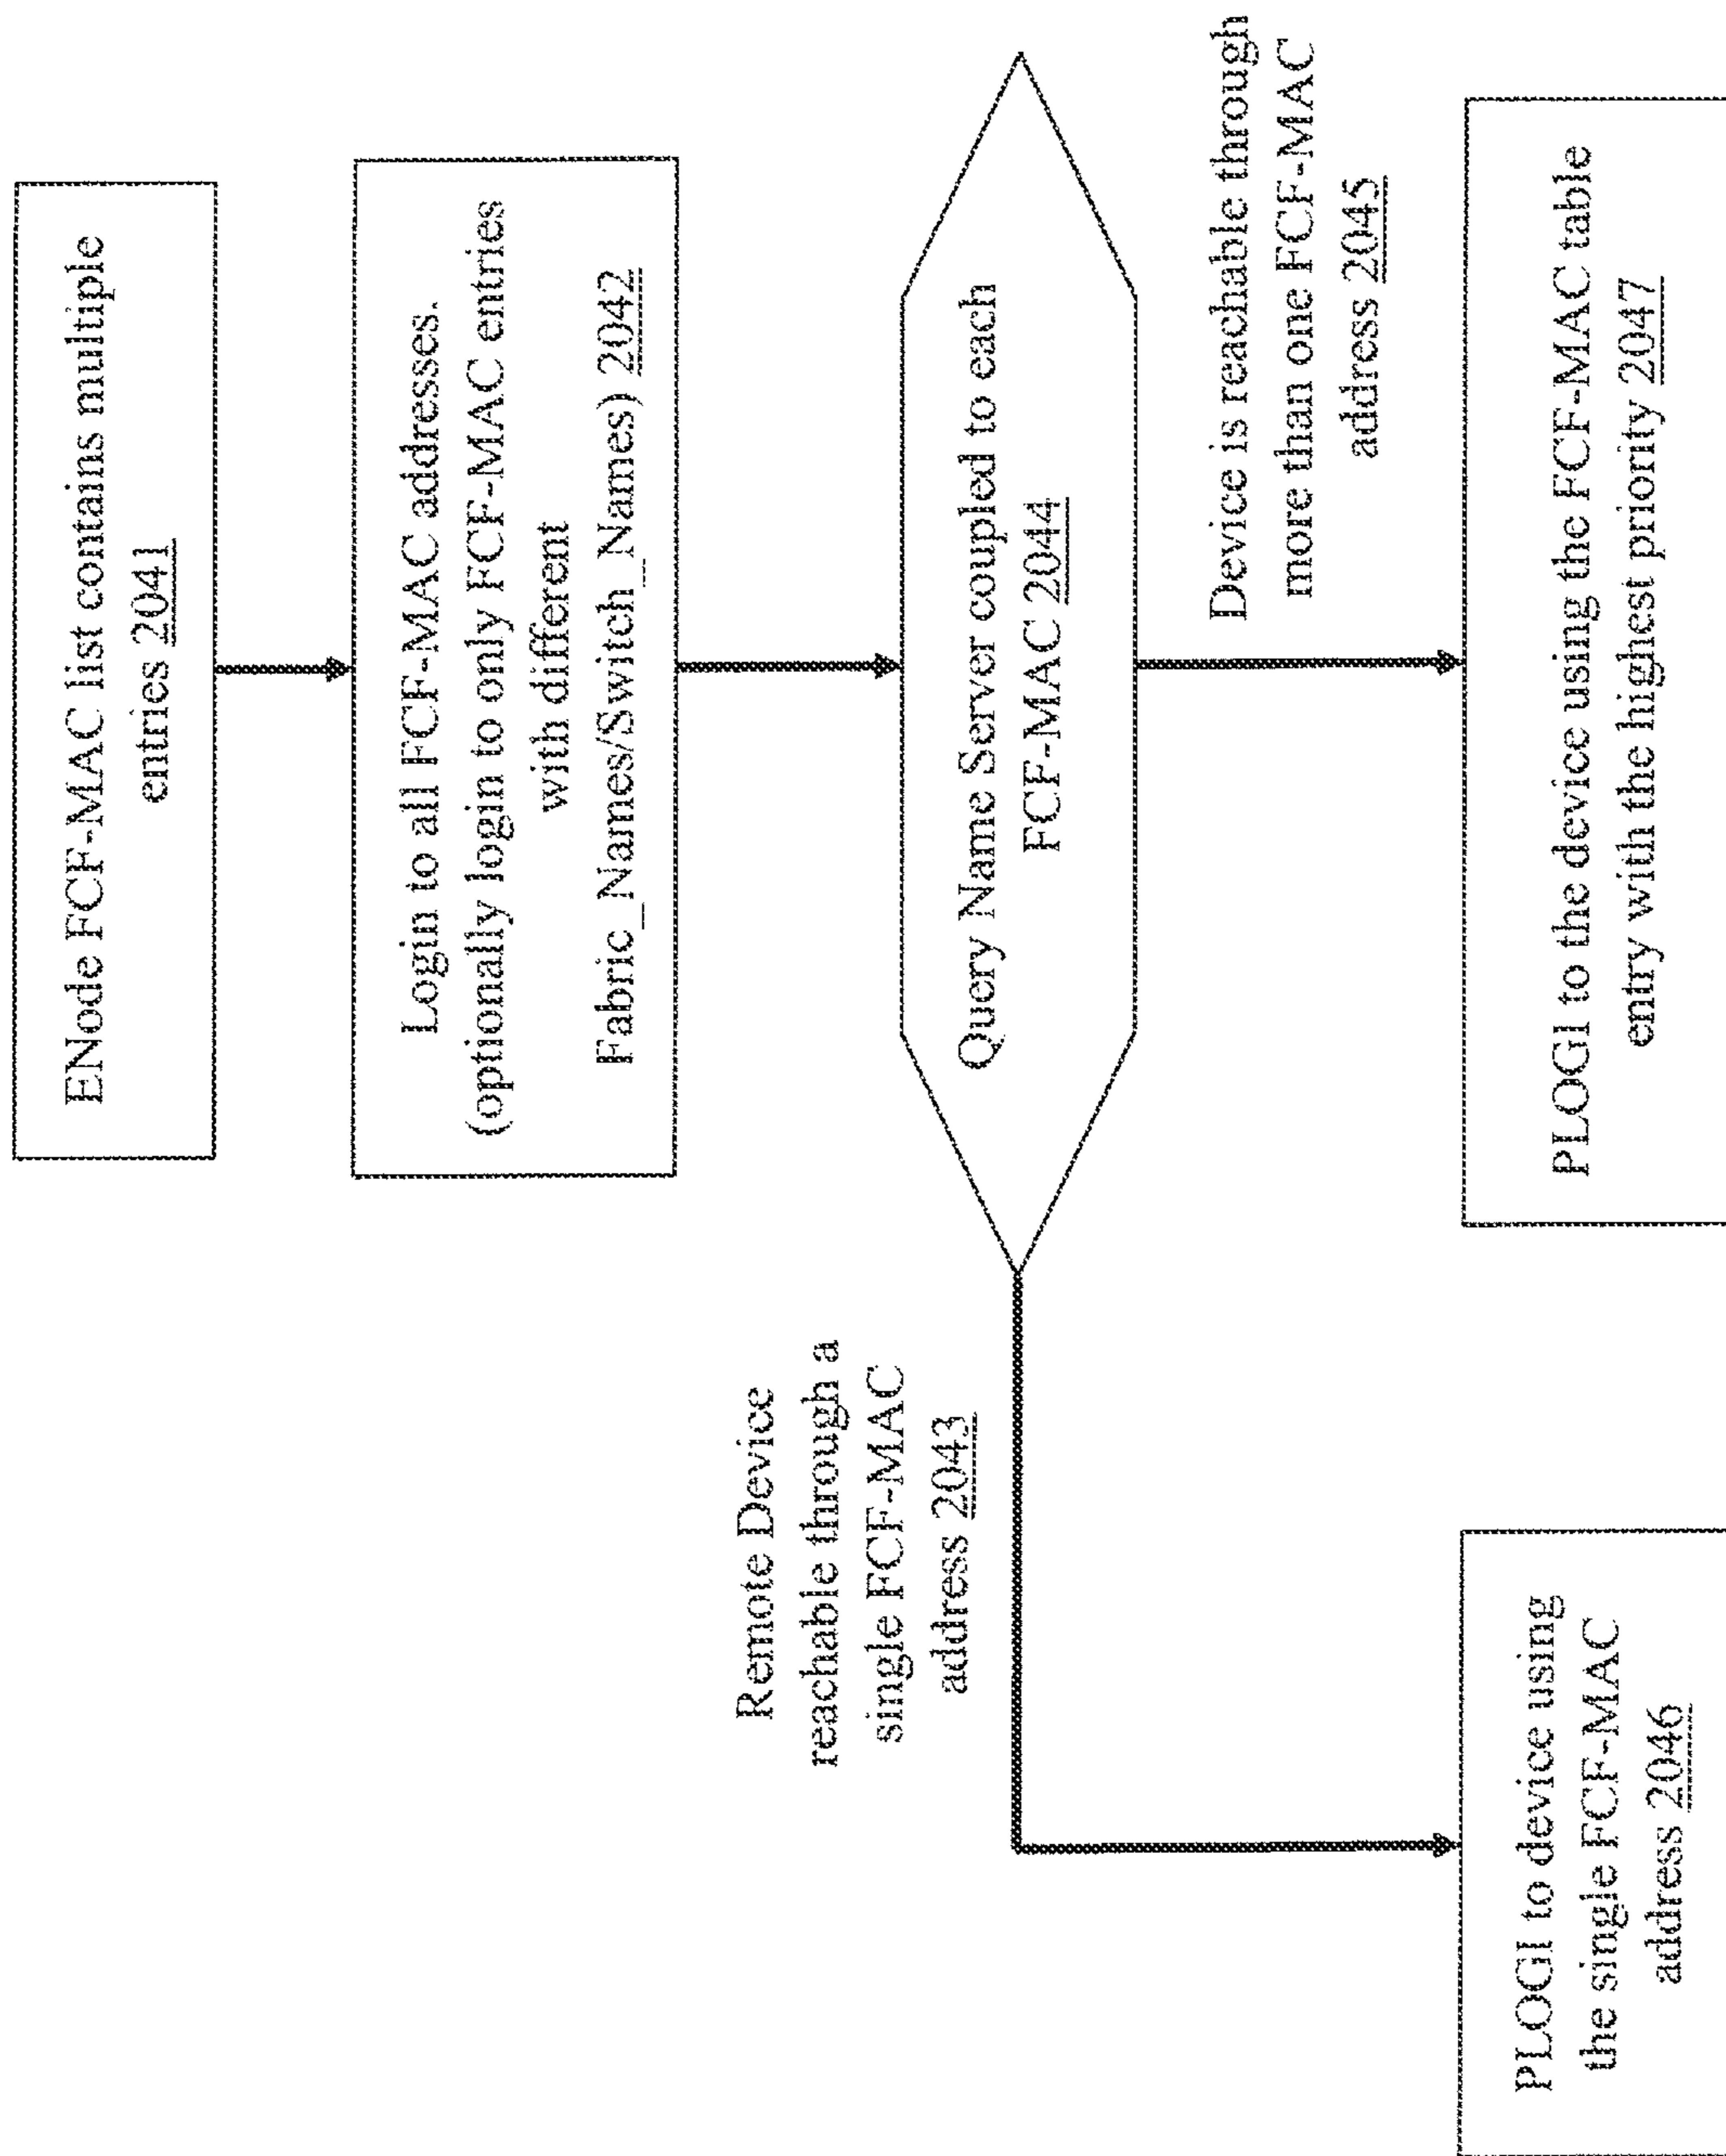 ENode FCF-MAC list contains multiple
entries 2041
Login to all FCF-MAC addresses.
(optionally login to only FCF-MAC entries
with different
Fabric_Names/Switch_Names) 2042
Query Name Server coupled to each
FCF-MAC 2044
Remote Device
reachable through a
single FCF-MAC
address 2043
Device is reachable through
more than one FCF-MAC
address 2045
PLOGI to device using
the single FCF-MAC
address 2046
PLOGI to the device using the FCF-MAC table
entry with the highest priority 2047